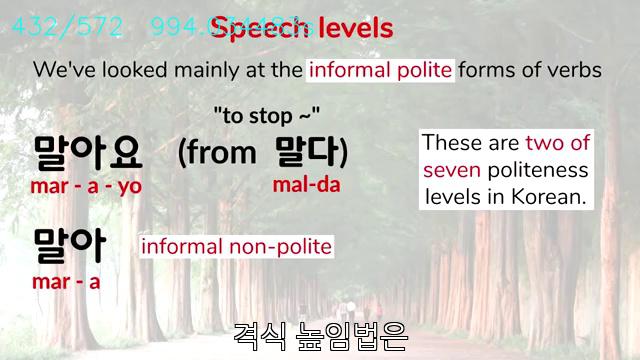 432/572 994.034483s
Speech levels
We've looked mainly at the informal polite forms of verbs
"to stop ~"
말아요 (from 말다)
mar - a - yo mal-da
These are two of
seven politeness
levels in Korean.
말아 informal non-polite
mar - a
격식 높임법은